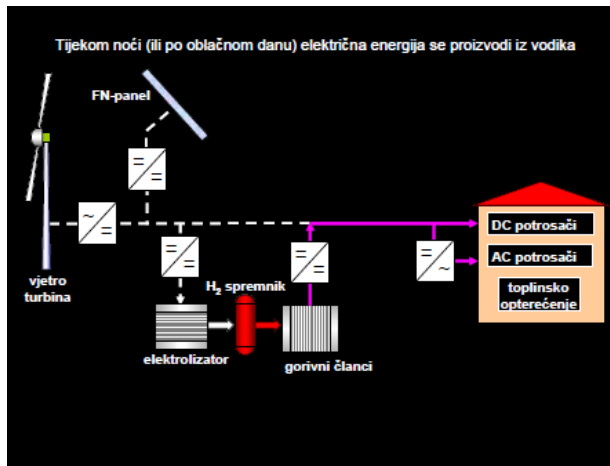 Tijekom noći (ili po oblačnom danu) električna energija se proizvodi iz vodika
FN-panel
vjetro
turbina
H2 spremnik
elektrolizator
gorivni članci
DC potrosači
AC potrosači
toplinsko
opterećenje